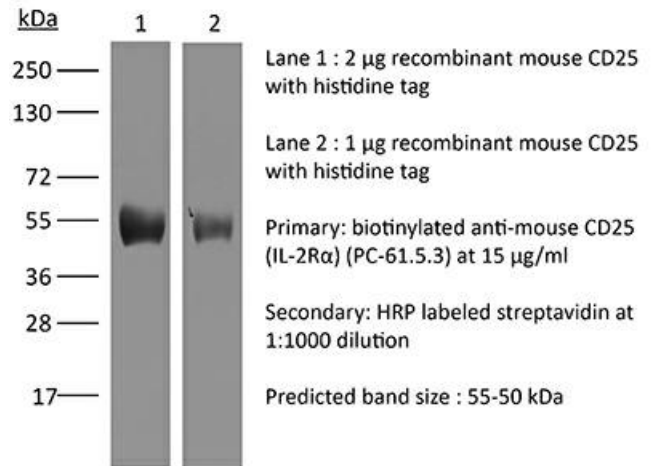 kDa
1 2
250
130
72
55
36
28
17
Lane 1 : 2 µg recombinant mouse CD25
with histidine tag
Lane 2 : 1 µg recombinant mouse CD25
with histidine tag
Primary: biotinylated anti-mouse CD25
(IL-2Rα) (PC-61.5.3) at 15 µg/ml
Secondary: HRP labeled streptavidin at
1:1000 dilution
Predicted band size : 55-50 kDa